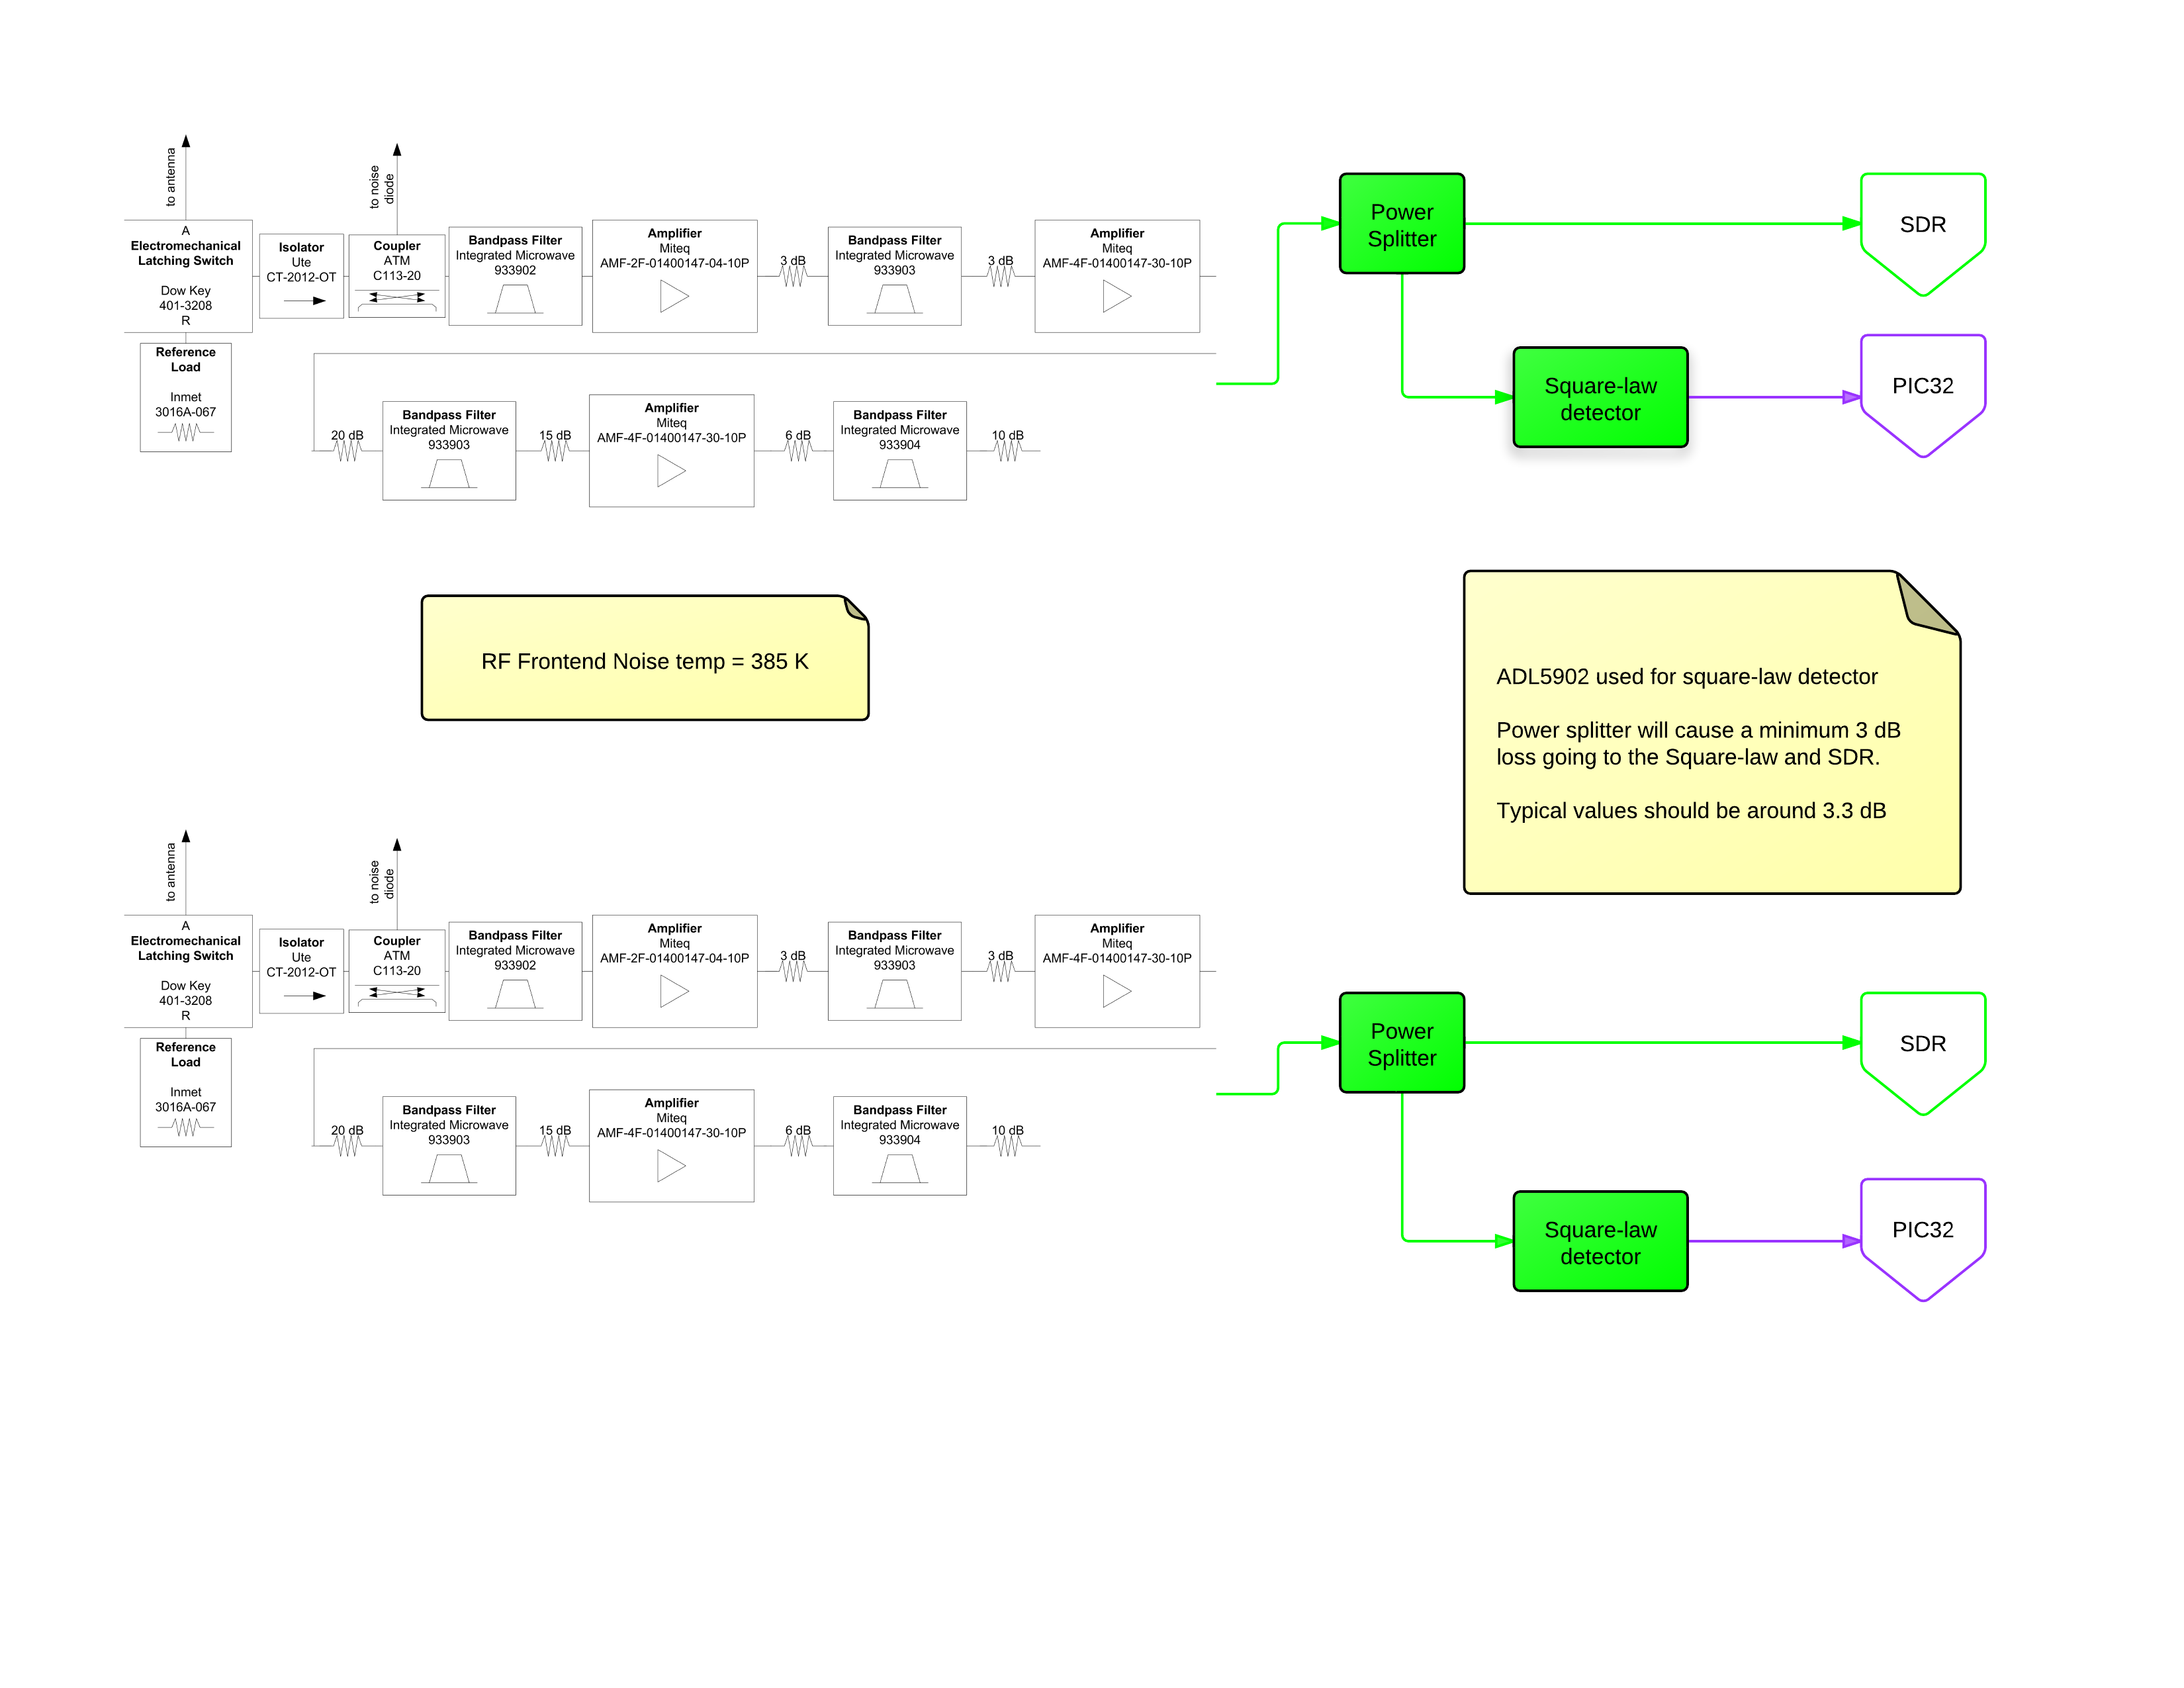 to antenna
to noise
diode
A
Electromechanical
Latching Switch
Dow Key
401-3208
R
Isolator
Ute
CT-2012-OT
Coupler
ATM
C113-20
Bandpass Filter
Integrated Microwave
933902
Amplifier
Miteq
AMF-2F-01400147-04-10P
3 dB
Bandpass Filter
Integrated Microwave
933903
3 dB
Amplifier
Miteq
AMF-4F-01400147-30-10P
Reference
Load
Inmet
3016A-067
20 dB
Bandpass Filter
Integrated Microwave
933903
15 dB
Amplifier
Miteq
AMF-4F-01400147-30-10P
6 dB
Bandpass Filter
Integrated Microwave
933904
10 dB
Power
Splitter
SDR
Square-law
detector
PIC32
RF Frontend Noise temp = 385 K
ADL5902 used for square-law detector
Power splitter will cause a minimum 3 dB
loss going to the Square-law and SDR.
Typical values should be around 3.3 dB
to antenna
to noise
diode
A
Electromechanical
Latching Switch
Dow Key
401-3208
R
Isolator
Ute
CT-2012-OT
Coupler
ATM
C113-20
Bandpass Filter
Integrated Microwave
933902
Amplifier
Miteq
AMF-2F-01400147-04-10P
3 dB
Bandpass Filter
Integrated Microwave
933903
3 dB
Amplifier
Miteq
AMF-4F-01400147-30-10P
Reference
Load
Inmet
3016A-067
20 dB
Bandpass Filter
Integrated Microwave
933903
15 dB
Amplifier
Miteq
AMF-4F-01400147-30-10P
6 dB
Bandpass Filter
Integrated Microwave
933904
10 dB
Power
Splitter
SDR
Square-law
detector
PIC32